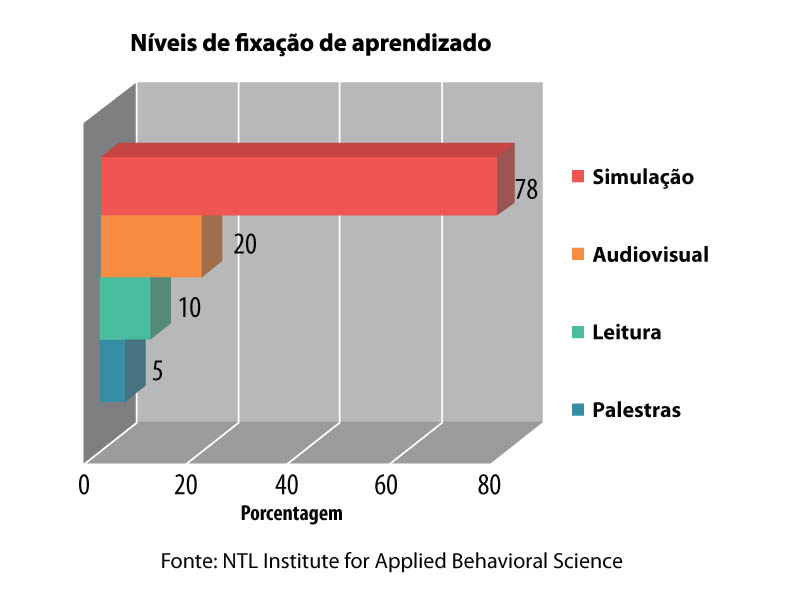 Níveis de fixação de aprendizado
78
Simulação
20
Audiovisual
10
Leitura
5
Palestras
0 20 40 60 80
Porcentagem
Fonte: NTL Institute for Applied Behavioral Science